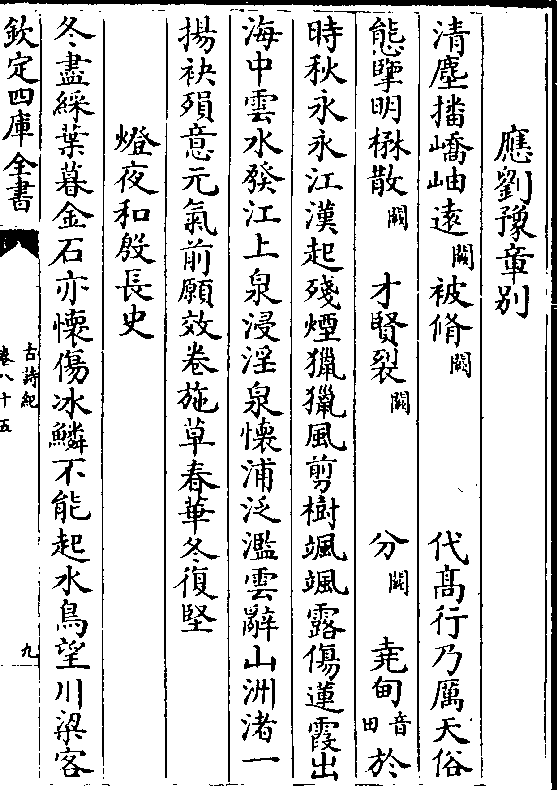 應劉豫章别
清塵播嶠岫遠闕被脩闕 代髙行乃厲天俗
態壓明楙散闕 才賢裂闕 分闕 堯甸音田於
時秋永永江漢起殘煙獵獵風剪樹颯颯露傷蓮霞出
海中雲水發江上泉浸淫泉懷浦泛濫雲辭山洲渚一
揚袂殞意元氣前願效卷施草春華冬復堅
燈夜和殷長史
冬盡綵葉暮金石亦懷傷冰鱗不能起水鳥望川梁客
欽定四庫全書
古詩紀
卷八十五
九